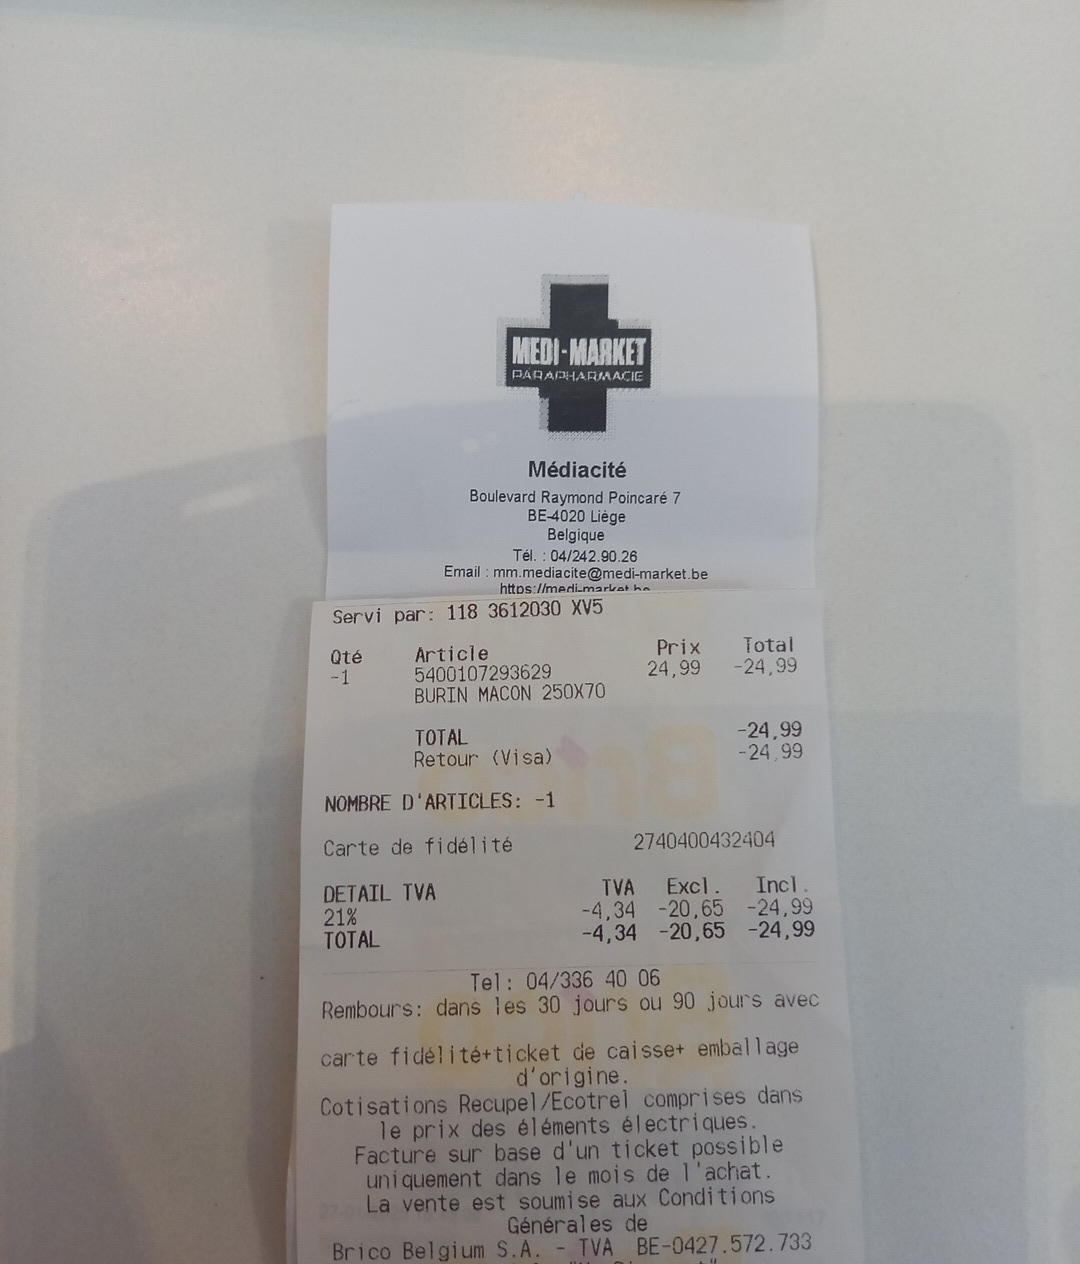 MEDI-MARKET
PARAPHARMACIE
Médiacité
Boulevard Raymond Poincaré 7
BE-4020 Liège
Belgique
Tél. : 04/242.90.26
Email : mm.mediacite@medi-market.be
https://medi-market.be
Servi par: 118 3612030 XV5
Qté Article Prix Total
-1 5400107293629 24,99 -24,99
BURIN MACON 250X70
TOTAL -24,99
Retour (Visa) -24,99
NOMBRE D'ARTICLES: -1
Carte de fidélité 2740400432404
DETAIL TVA TVA Excl. Incl.
21% -4,34 -20,65 -24,99
TOTAL -4,34 -20,65 -24,99
Tel: 04/336 40 06
Rembours: dans les 30 jours ou 90 jours avec
carte fidélité+ticket de caisse+ emballage
d'origine.
Cotisations Recupel/Ecotrel comprises dans
le prix des éléments électriques.
Facture sur base d'un ticket possible
uniquement dans le mois de l'achat.
La vente est soumise aux Conditions
Générales de
Brico Belgium S.A. - TVA BE-0427.572.733